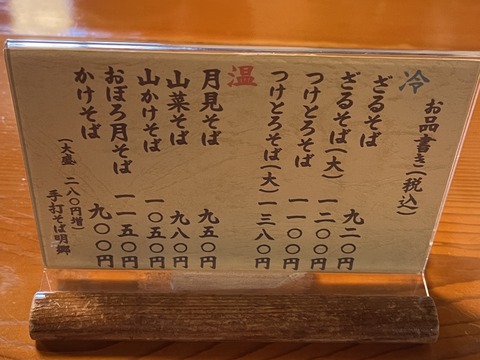 お品書き(税込)
冷
ざるそば 九二〇円
ざるそば(大) 一二〇〇円
つけとろそば 一一〇〇円
つけとろそば(大) 一三八〇円
温
月見そば 九五〇円
山菜そば 九八〇円
山かけそば 一〇五〇円
おぼろ月そば 一一五〇円
かけそば 九〇〇円
(大盛 二八〇円増)
手打そば明郷